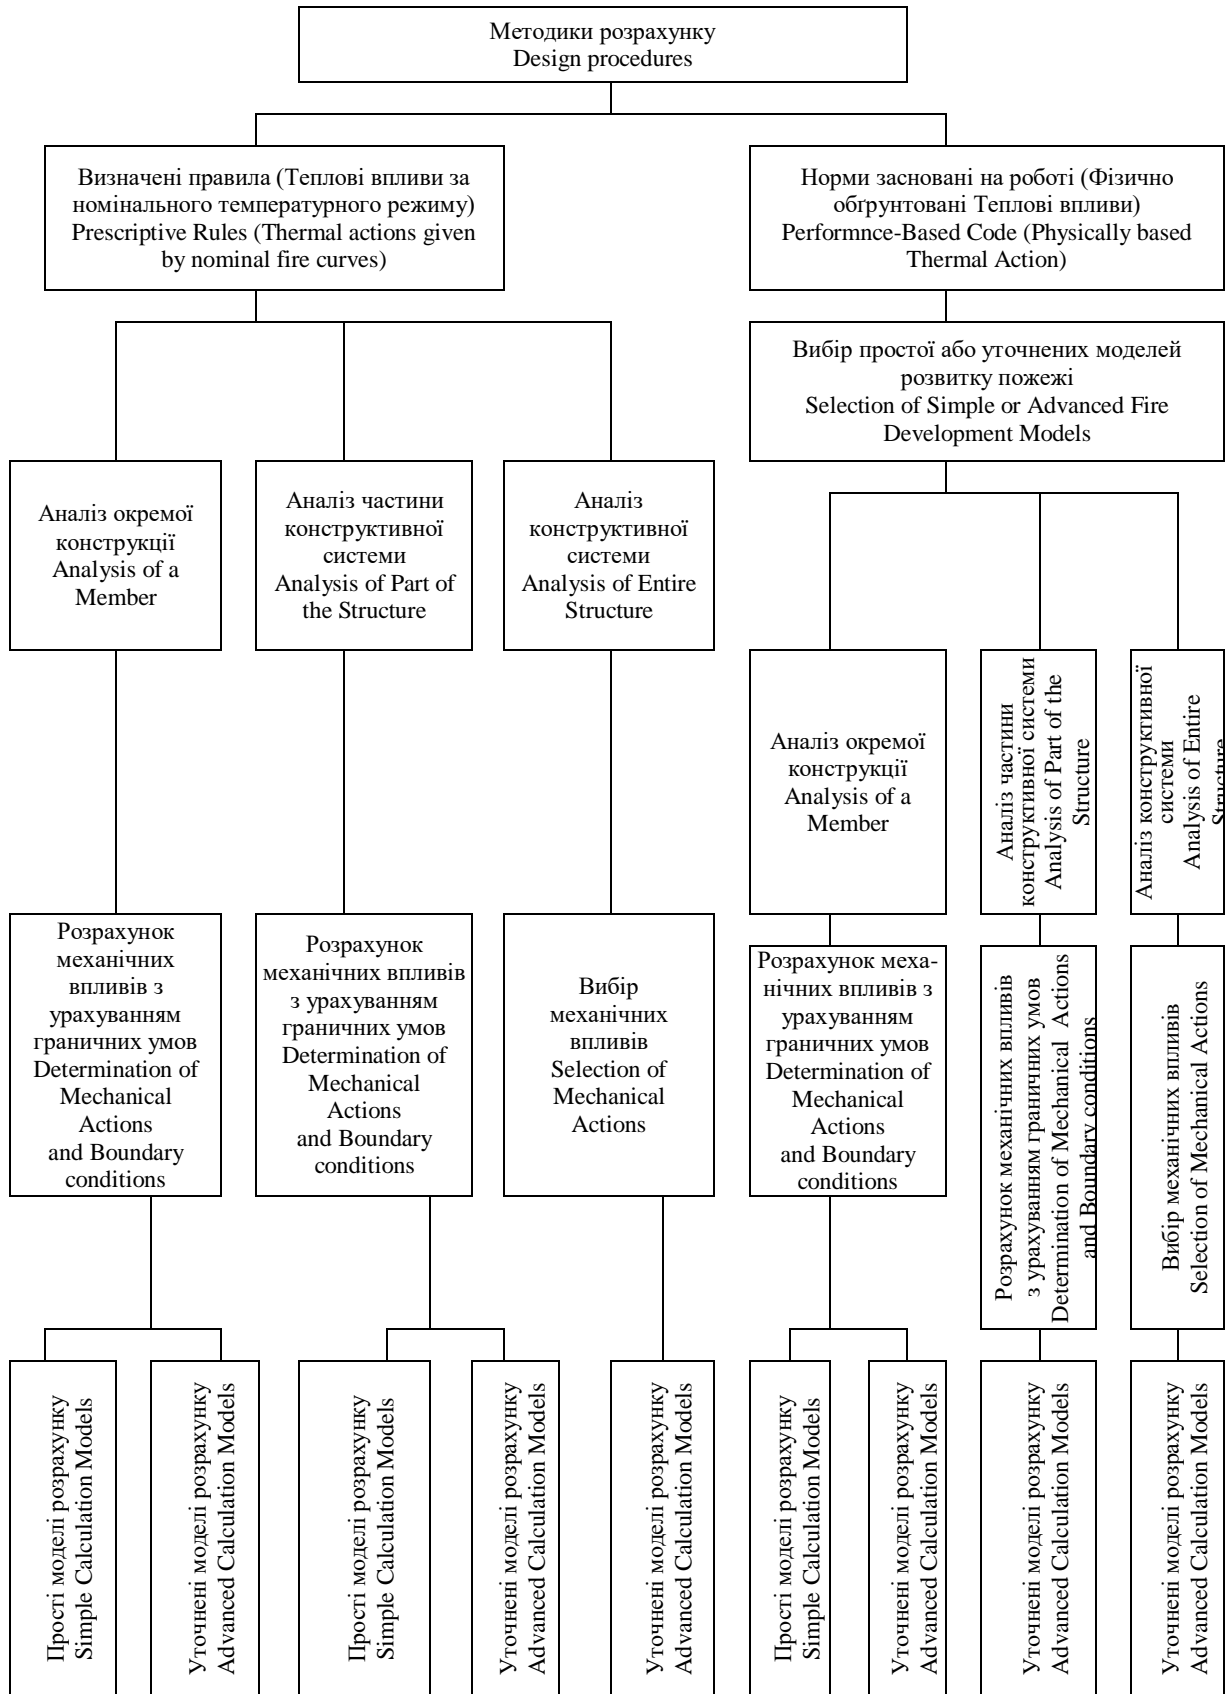 Методики розрахунку
Design procedures
Визначені правила (Теплові впливи за
номінального температурного режиму)
Prescriptive Rules (Thermal actions given
by nominal fire curves)
Норми засновані на роботі (Фізично
обґрунтовані Теплові впливи)
Performnce-Based Code (Physically based
Thermal Action)
Вибір простої або уточнених моделей
розвитку пожежі
Selection of Simple or Advanced Fire
Development Models
Аналіз окремої
конструкції
Analysis of a
Member
Аналіз частини
конструктивної
системи
Analysis of Part of
the Structure
Аналіз
конструктивної
системи
Analysis of Entire
Structure
Аналіз окремої
конструкції
Analysis of a
Member
Аналіз частини
конструктивної системи
Analysis of Part of the
Structure
Аналіз конструктивної
системи
Analysis of Entire
Structure
Розрахунок
механічних
впливів з
урахуванням
граничних умов
Determination of
Mechanical
Actions
and Boundary
conditions
Розрахунок
механічних впливів
з урахуванням
граничних умов
Determination of
Mechanical
Actions
and Boundary
conditions
Вибір
механічних
впливів
Selection of
Mechanical
Actions
Розрахунок меха-
нічних впливів з
урахуванням
граничних умов
Determination of
Mechanical
Actions
and Boundary
conditions
Розрахунок механічних впливів
з урахуванням граничних умов
Determination of Mechanical Actions
and Boundary conditions
Вибір механічних впливів
Selection of Mechanical Actions
Прості моделі розрахунку
Simple Calculation Models
Уточнені моделі розрахунку
Advanced Calculation Models
Прості моделі розрахунку
Simple Calculation Models
Уточнені моделі розрахунку
Advanced Calculation Models
Уточнені моделі розрахунку
Advanced Calculation Models
Прості моделі розрахунку
Simple Calculation Models
Уточнені моделі розрахунку
Advanced Calculation Models
Уточнені моделі розрахунку
Advanced Calculation Models
Уточнені моделі розрахунку
Advanced Calculation Models